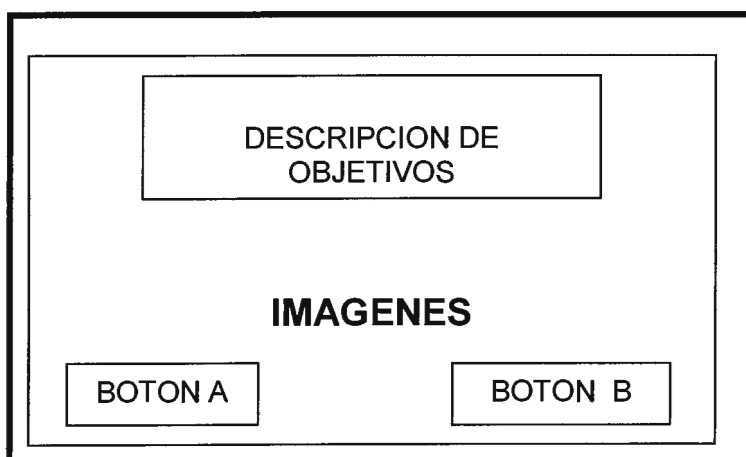 DESCRIPCION DE
OBJETIVOS
IMAGENES
BOTON A
BOTON B